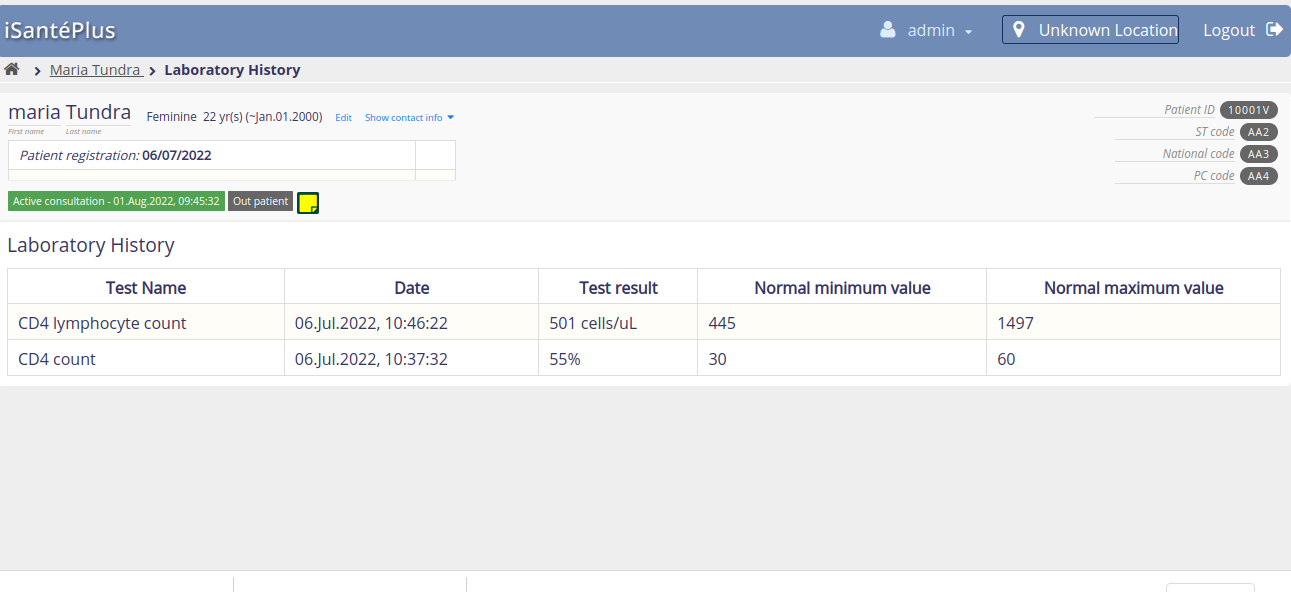 iSantéPlus admin Unknown Location Logout
Maria Tundra Laboratory History
maria Tundra Feminine 22 yr(s) (~Jan.01.2000) Edit Show contact info
First name Last name
Patient registration: 06/07/2022
Active consultation - 01.Aug.2022, 09:45:32 Out patient
Patient ID 10001V
ST code AA2
National code AA3
PC code AA4
Laboratory History
Test Name Date Test result Normal minimum value Normal maximum value
CD4 lymphocyte count 06.Jul.2022, 10:46:22 501 cells/uL 445 1497
CD4 count 06.Jul.2022, 10:37:32 55% 30 60